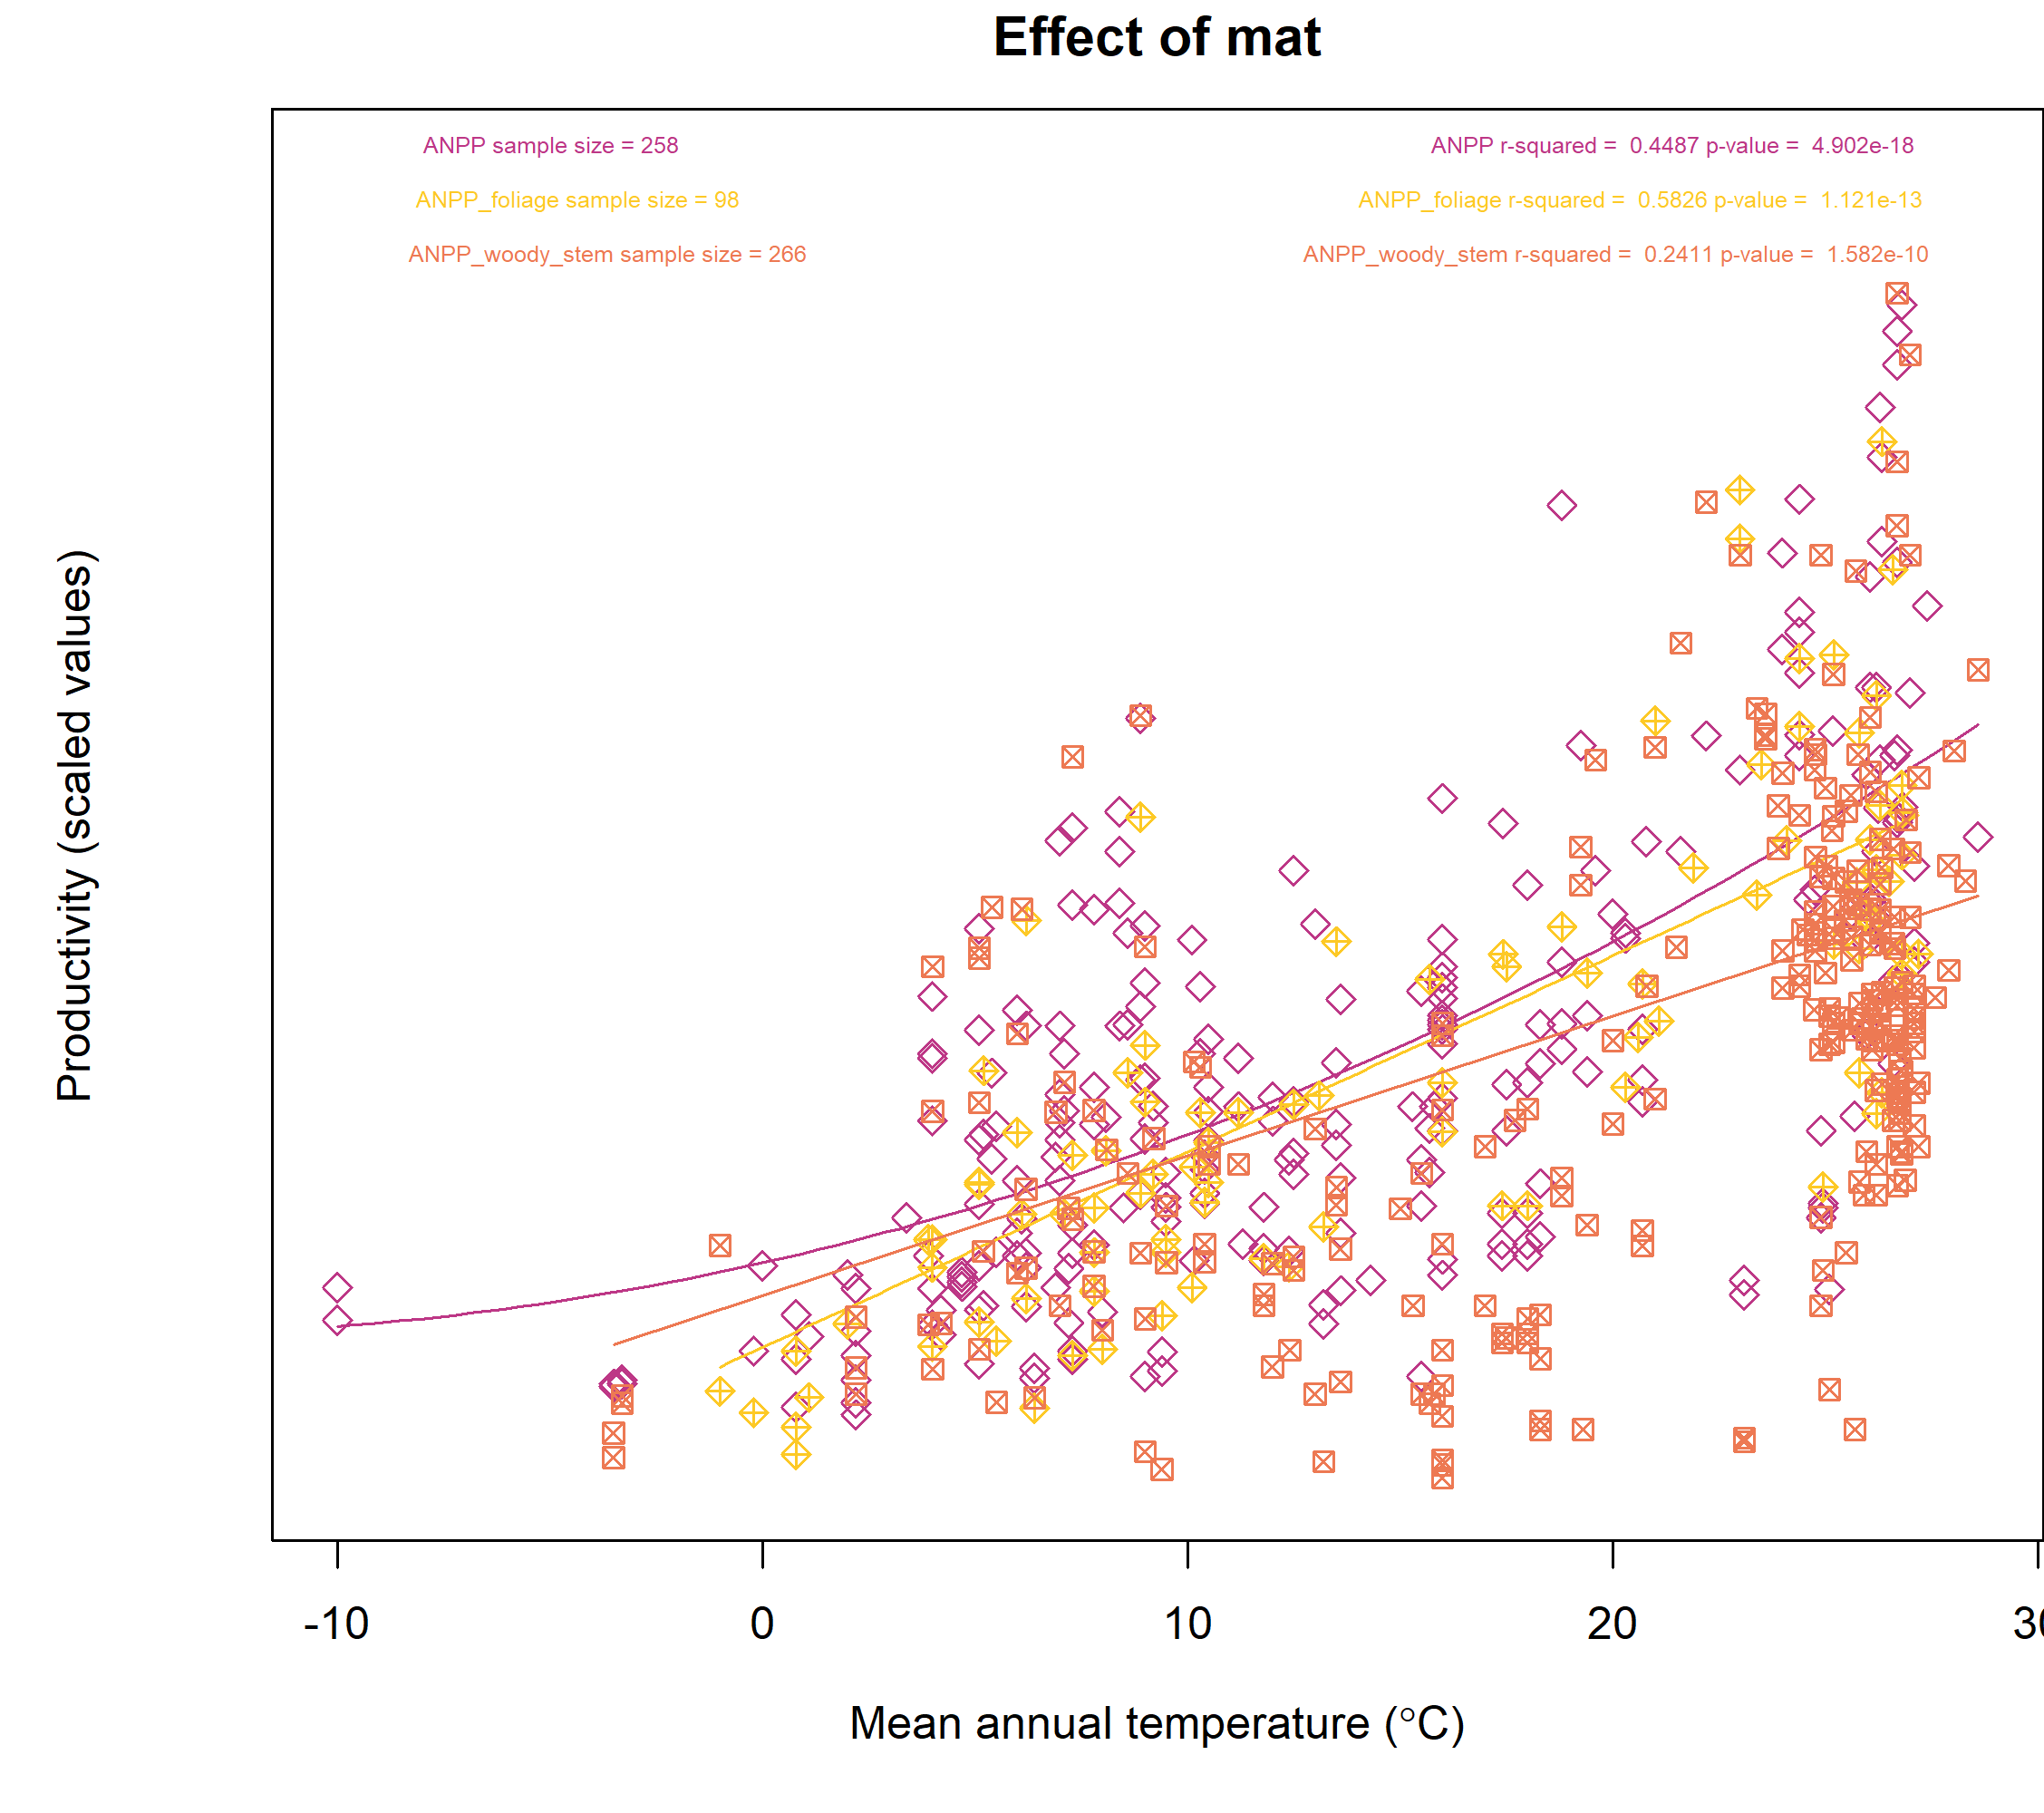 Effect of mat
ANPP sample size = 258
ANPP r-squared = 0.4487 p-value = 4.902e-18
ANPP_foliage sample size = 98
ANPP_foliage r-squared = 0.5826 p-value = 1.121e-13
ANPP_woody_stem sample size = 266
ANPP_woody_stem r-squared = 0.2411 p-value = 1.582e-10
Productivity (scaled values)
-10 0 10 20 30
Mean annual temperature (°C)